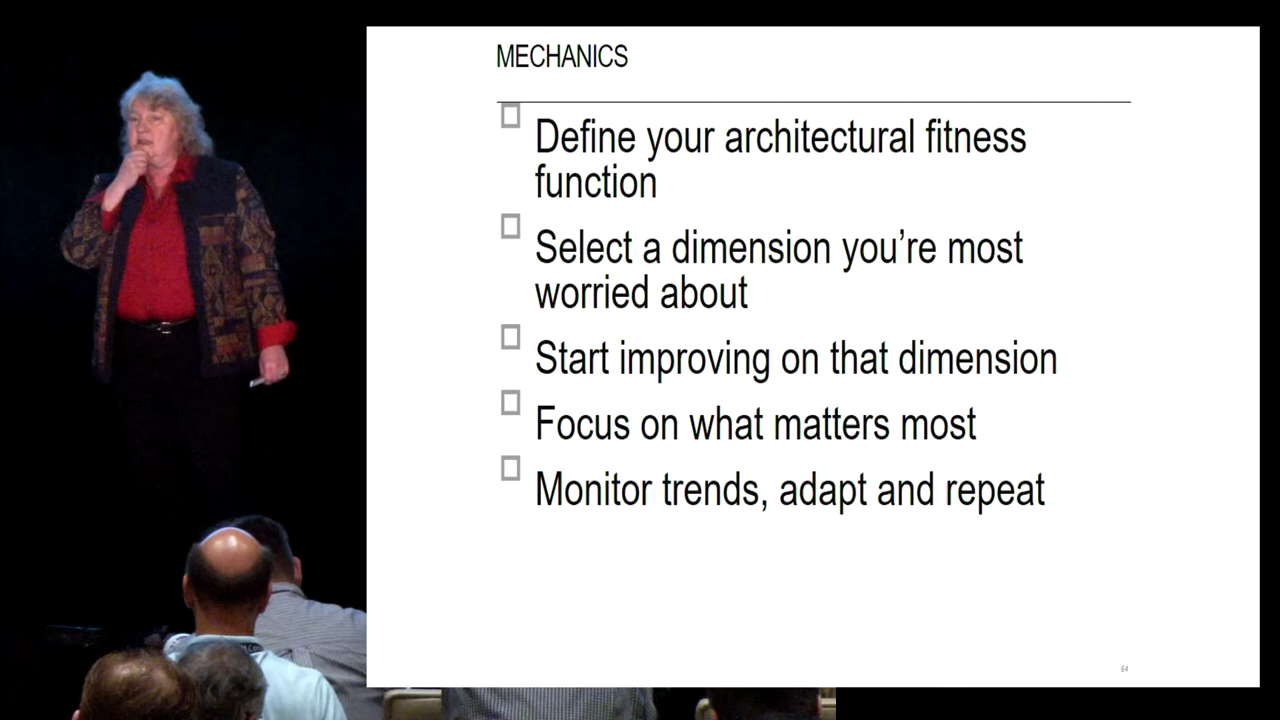 MECHANICS
Define your architectural fitness
function
Select a dimension you’re most
worried about
Start improving on that dimension
Focus on what matters most
Monitor trends, adapt and repeat
64